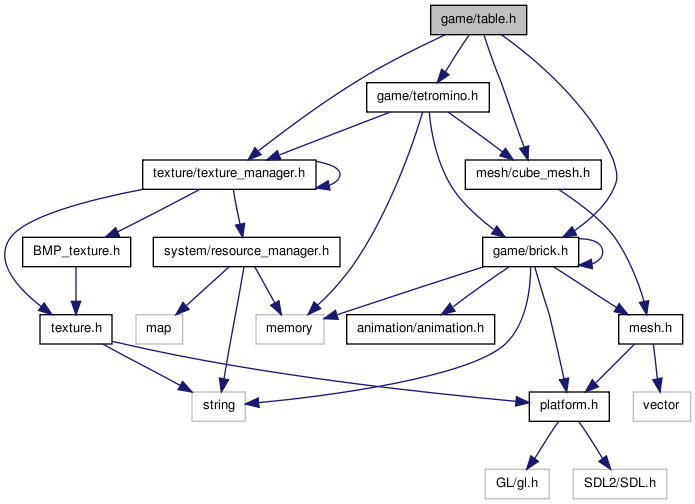 game/table.h
game/tetromino.h
texture/texture_manager.h
mesh/cube_mesh.h
BMP_texture.h
system/resource_manager.h
game/brick.h
texture.h
map
memory
animation/animation.h
mesh.h
string
platform.h
vector
GL/gl.h
SDL2/SDL.h